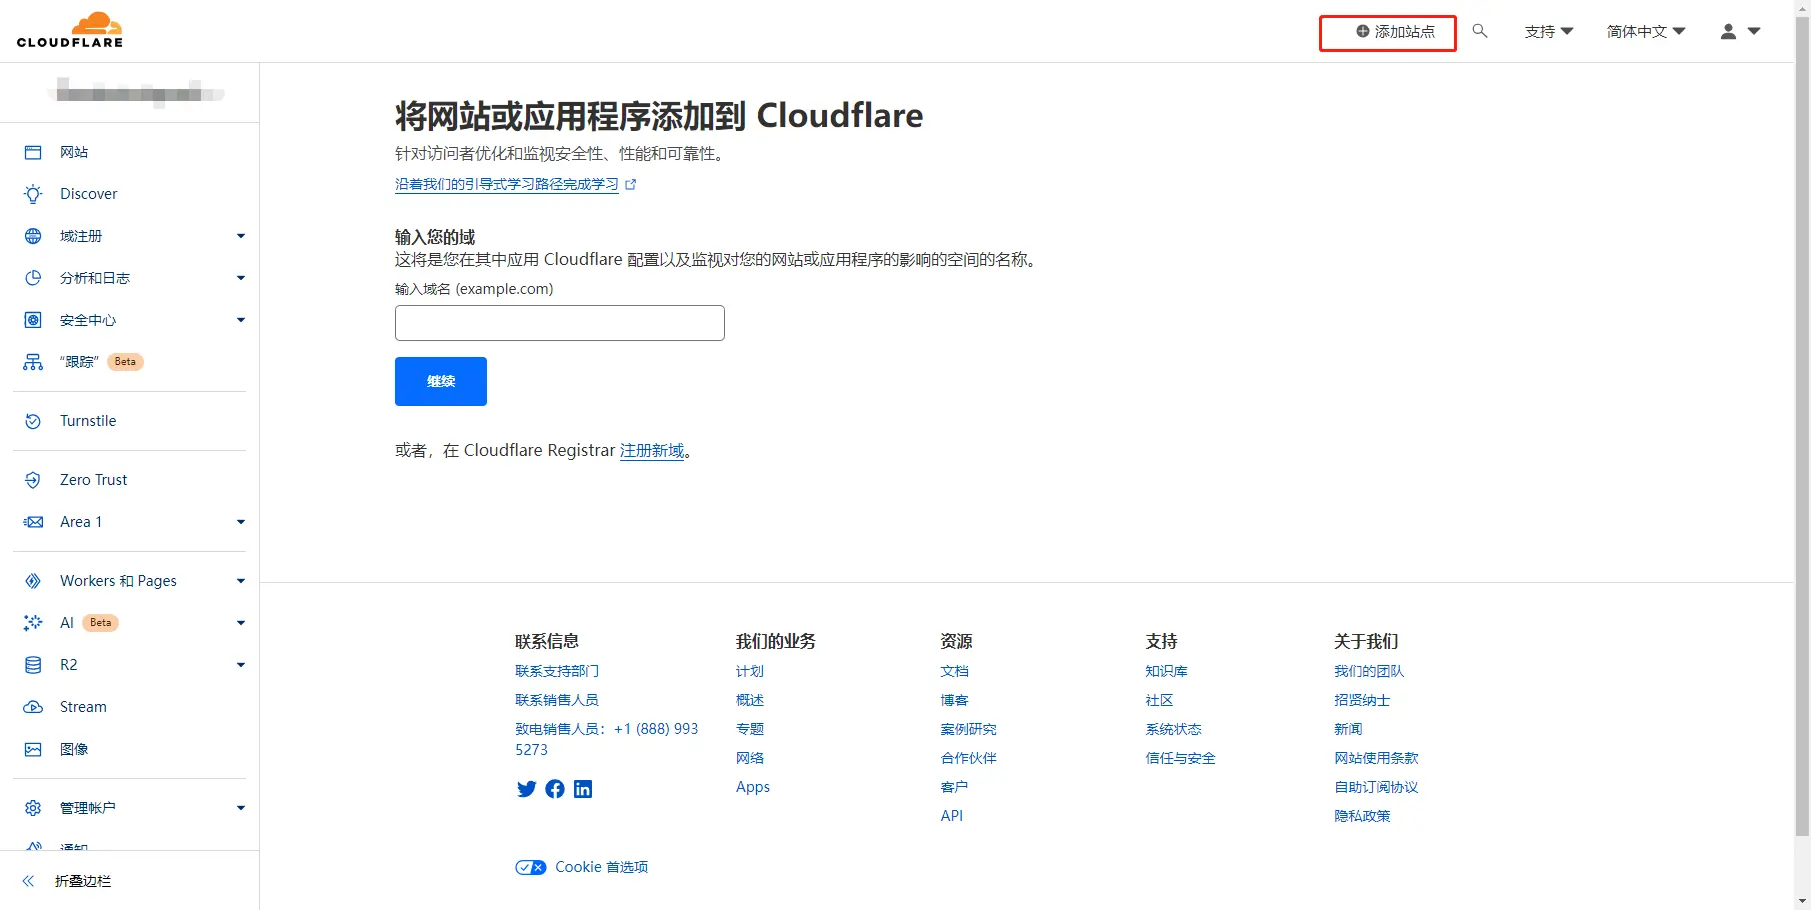 CLOUDFLARE
添加站点
支持
简体中文
网站
Discover
域注册
分析和日志
安全中心
“跟踪” Beta
Turnstile
Zero Trust
Area 1
Workers 和 Pages
AI Beta
R2
Stream
图像
管理帐户
通知
折叠边栏
将网站或应用程序添加到 Cloudflare
针对访问者优化和监视安全性、性能和可靠性。
沿着我们的引导式学习路径完成学习
输入您的域
这将是您在其中应用 Cloudflare 配置以及监视对您的网站或应用程序的影响的空间的名称。
输入域名 (example.com)
继续
或者，在 Cloudflare Registrar 注册新域。
联系信息
联系支持部门
联系销售人员
致电销售人员：+1 (888) 993
5273
我们的业务
计划
概述
专题
网络
Apps
资源
文档
博客
案例研究
合作伙伴
客户
API
支持
知识库
社区
系统状态
信任与安全
关于我们
我们的团队
招贤纳士
新闻
网站使用条款
自助订阅协议
隐私政策
Cookie 首选项